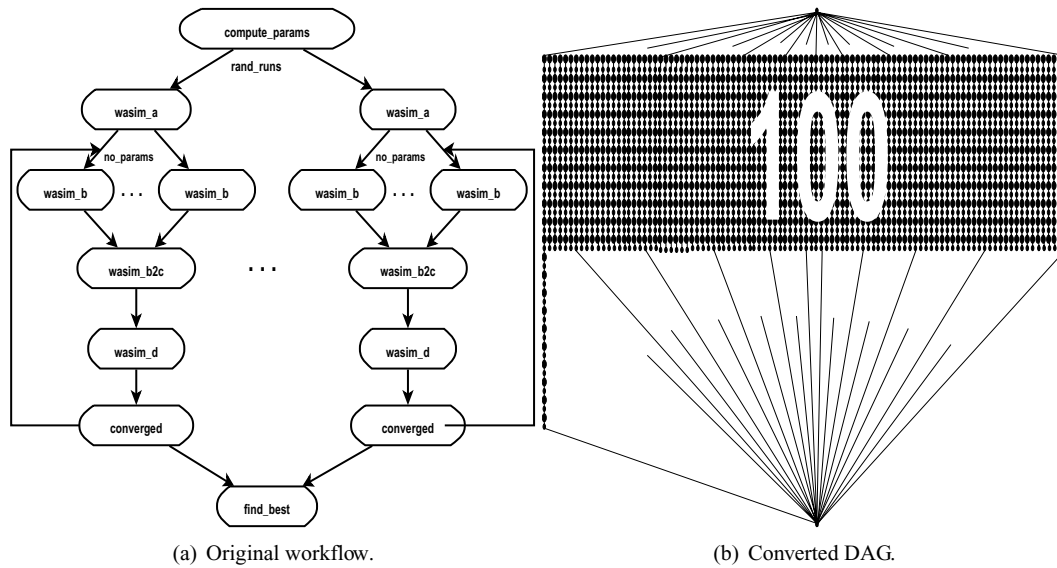 compute_params
rand_runs
wasim_a
wasim_a
no_params
no_params
wasim_b
. . .
wasim_b
wasim_b
. . .
wasim_b
wasim_b2c
. . .
wasim_b2c
wasim_d
wasim_d
converged
converged
find_best
(a) Original workflow.
100
(b) Converted DAG.